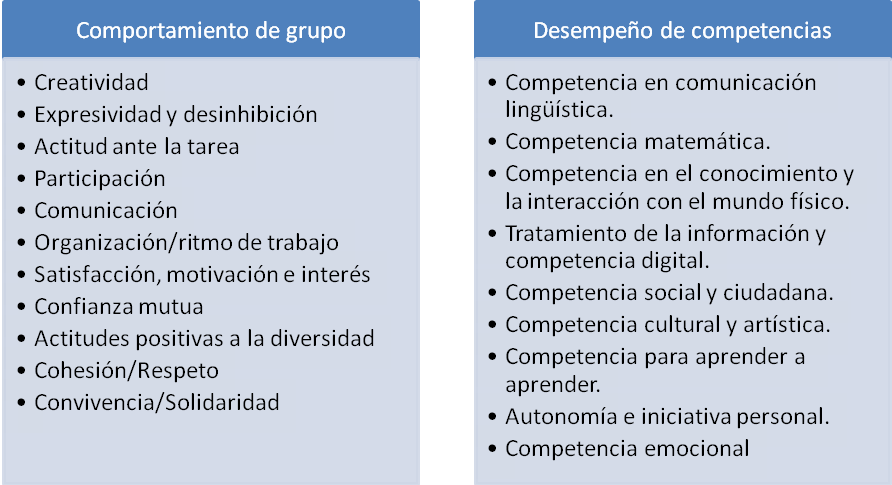 Comportamiento de grupo
• Creatividad
• Expresividad y desinhibición
• Actitud ante la tarea
• Participación
• Comunicación
• Organización/ritmo de trabajo
• Satisfacción, motivación e interés
• Confianza mutua
• Actitudes positivas a la diversidad
• Cohesión/Respeto
• Convivencia/Solidaridad
Desempeño de competencias
• Competencia en comunicación
lingüística.
• Competencia matemática.
• Competencia en el conocimiento y
la interacción con el mundo físico.
• Tratamiento de la información y
competencia digital.
• Competencia social y ciudadana.
• Competencia cultural y artística.
• Competencia para aprender a
aprender.
• Autonomía e iniciativa personal.
• Competencia emocional